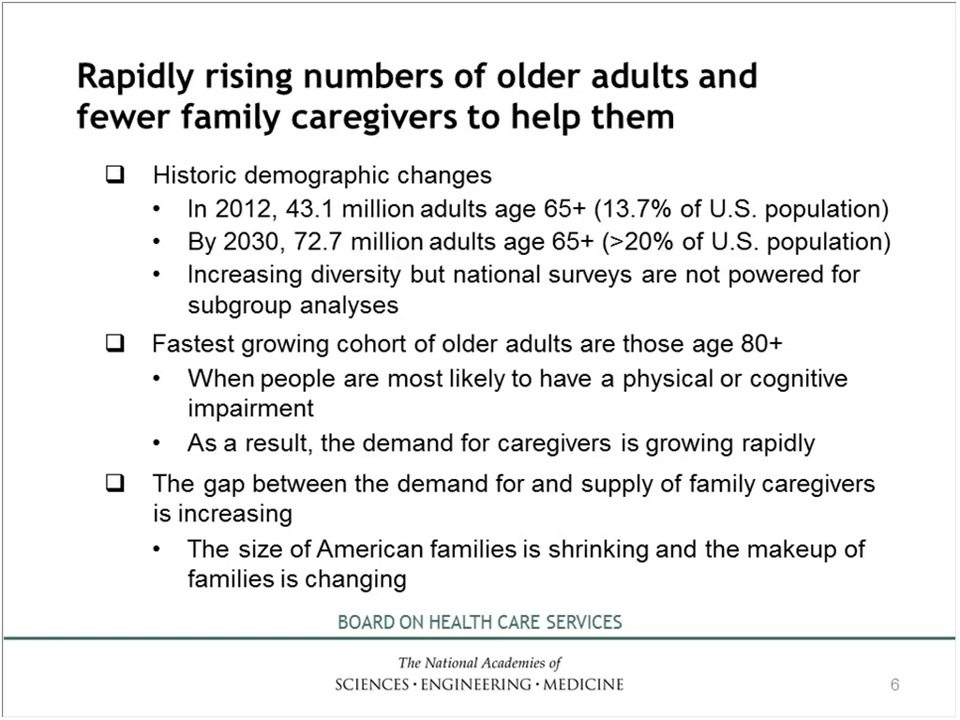 Rapidly rising numbers of older adults and
fewer family caregivers to help them
❑ Historic demographic changes
• In 2012, 43.1 million adults age 65+ (13.7% of U.S. population)
• By 2030, 72.7 million adults age 65+ (>20% of U.S. population)
• Increasing diversity but national surveys are not powered for
subgroup analyses
❑ Fastest growing cohort of older adults are those age 80+
• When people are most likely to have a physical or cognitive
impairment
• As a result, the demand for caregivers is growing rapidly
❑ The gap between the demand for and supply of family caregivers
is increasing
• The size of American families is shrinking and the makeup of
families is changing
BOARD ON HEALTH CARE SERVICES
The National Academies of
SCIENCES • ENGINEERING • MEDICINE
6